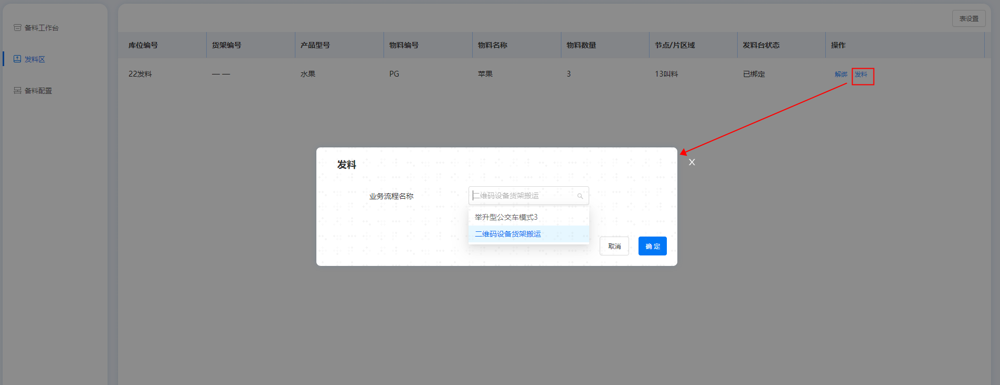 备料工作台
发料区
备料配置
表设置
库位编号 货架编号 产品型号 物料编号 物料名称 物料数量 节点/片区域 发料台状态 操作
22发料 — — 水果 PG 苹果 3 13叫料 已绑定 解绑 发料
发料
X
业务流程名称 二维码设备货架搬运
举升型公交车模式3
二维码设备货架搬运
取消 确 定